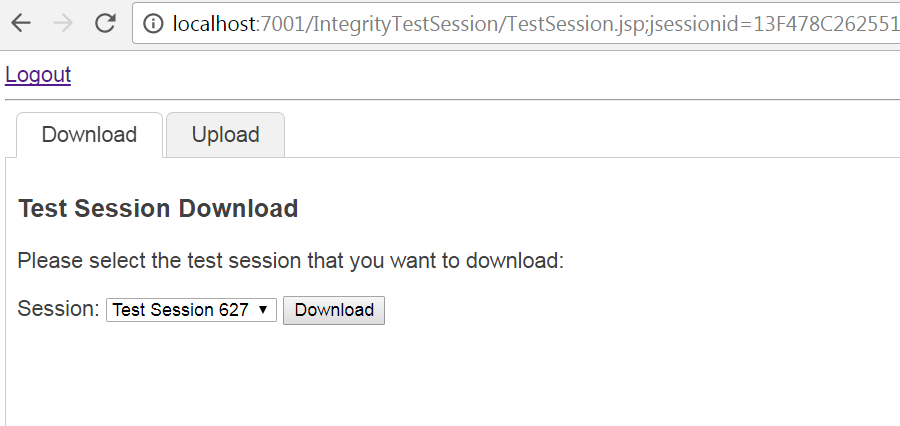 localhost:7001/IntegrityTestSession/TestSession.jsp;jsessionid=13F478C262551
Logout
Download Upload
Test Session Download
Please select the test session that you want to download:
Session: Test Session 627 Download